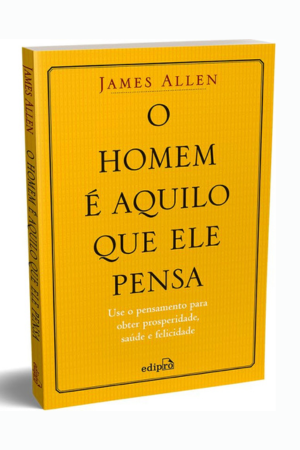 JAMES ALLEN
O
HOMEM
É AQUILO
QUE ELE
PENSA
Use o pensamento para
obter prosperidade,
saúde e felicidade
edipro
JAMES ALLEN
O HOMEM É AQUILO QUE ELE PENSA
edipro